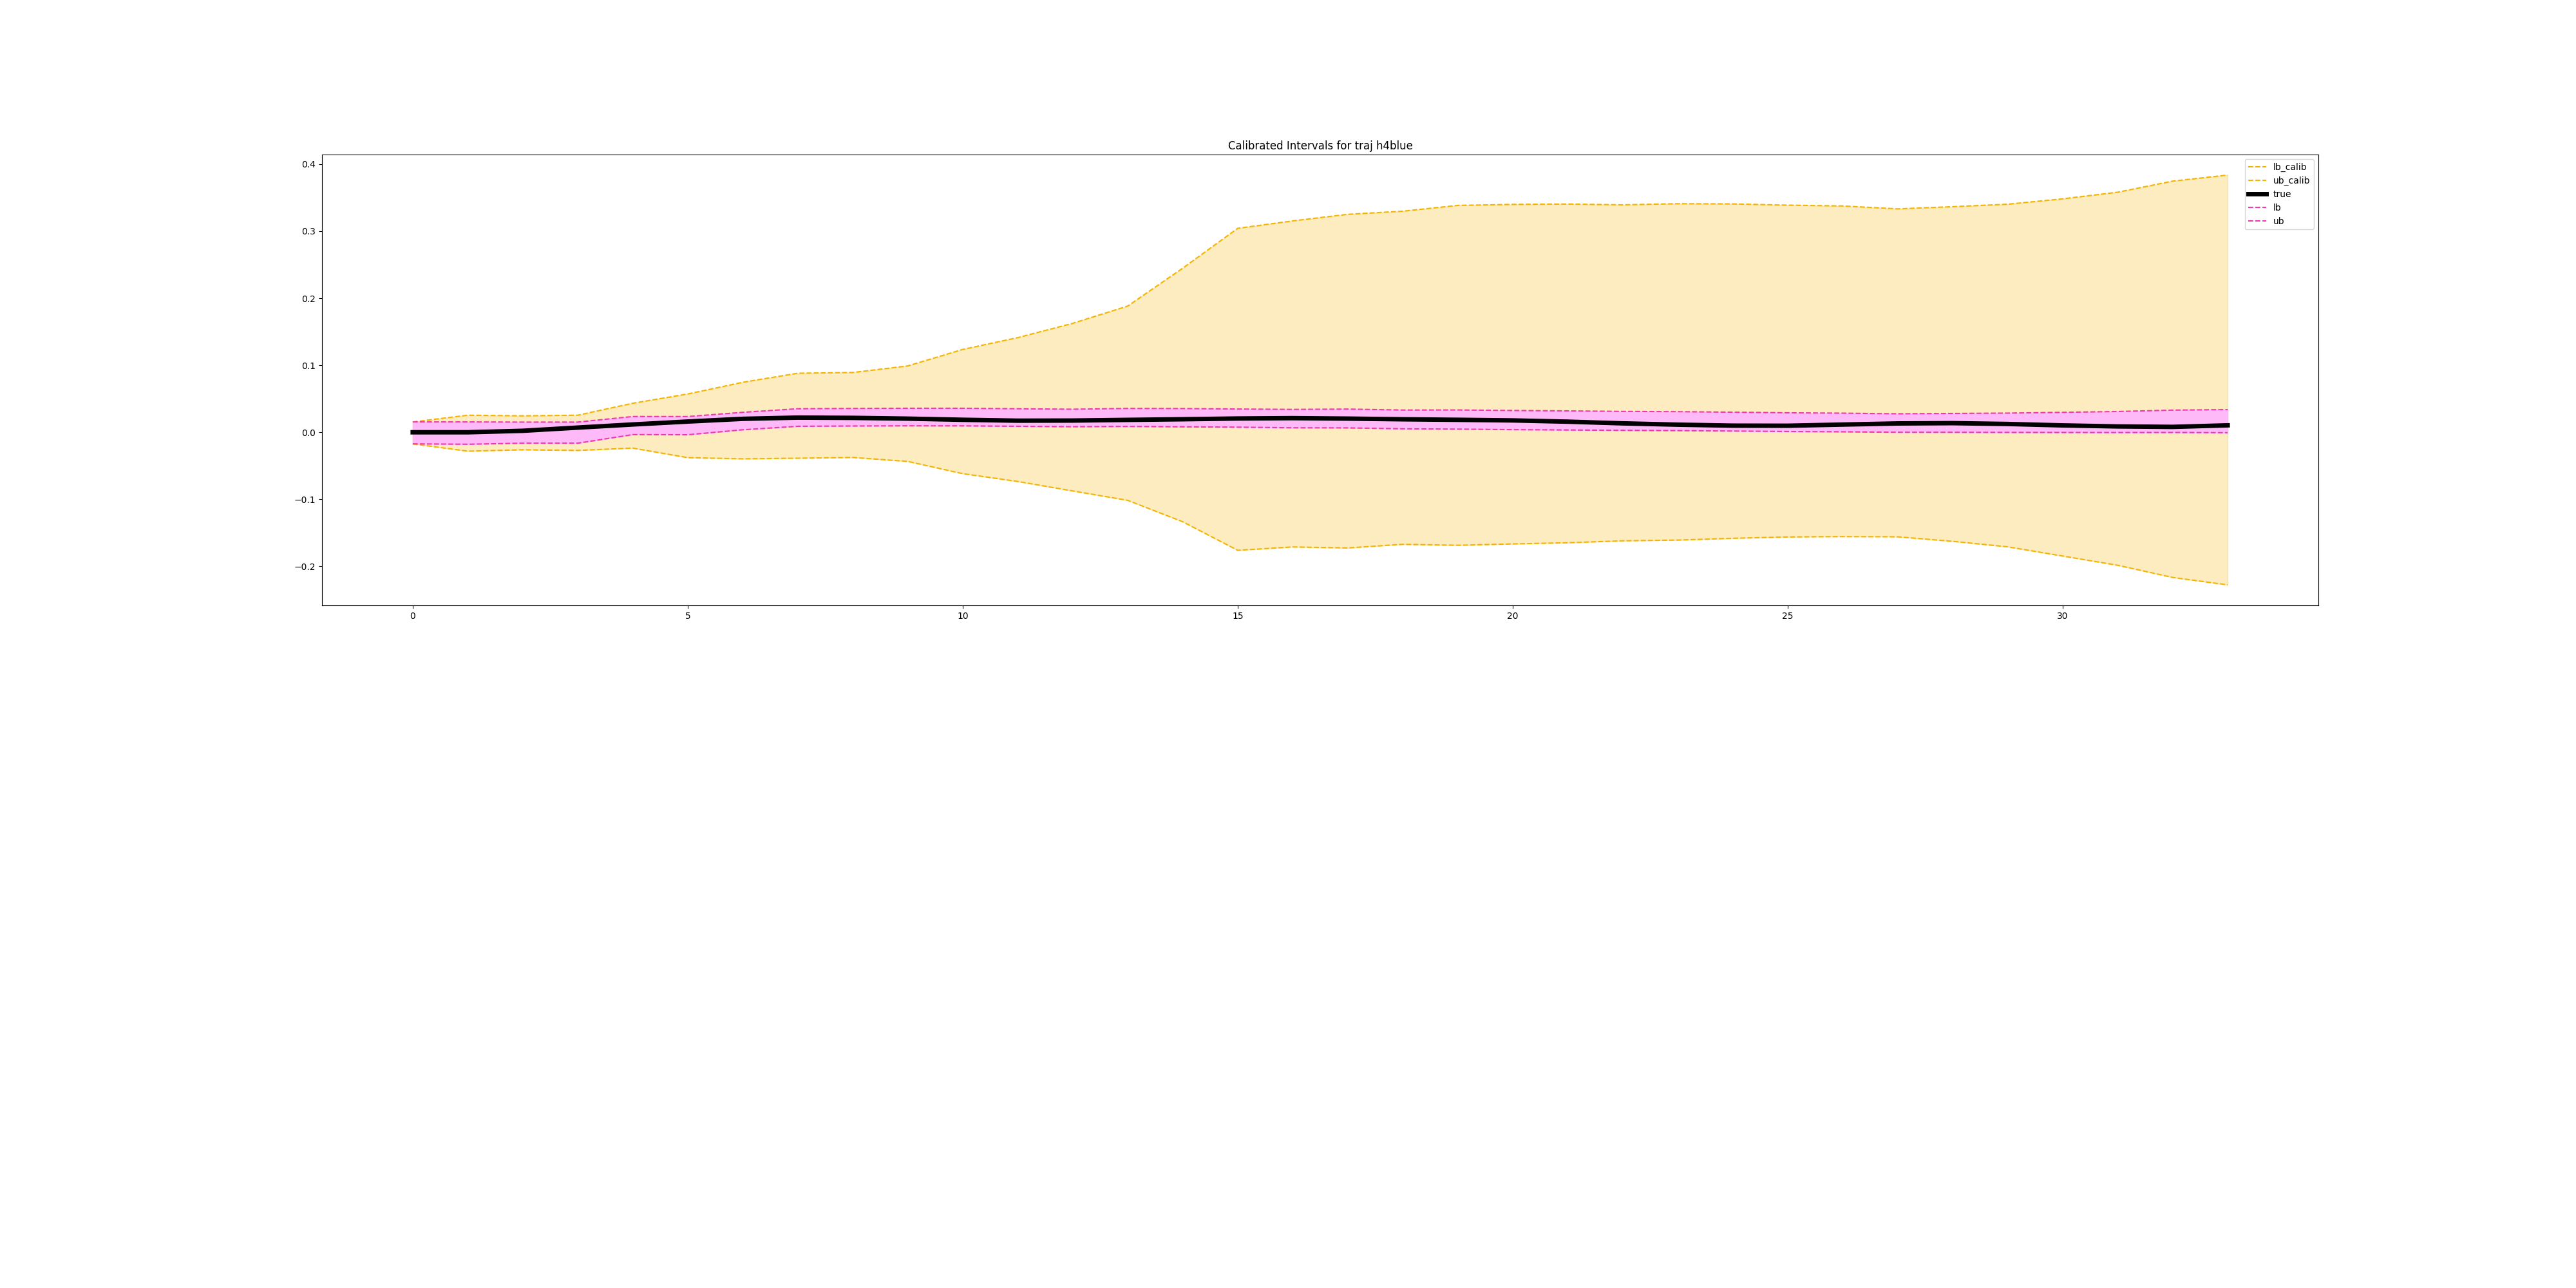 Calibrated Intervals for traj h4blue
0.4
0.3
0.2
0.1
0.0
−0.1
−0.2
0 5 10 15 20 25 30
lb_calib
ub_calib
true
lb
ub